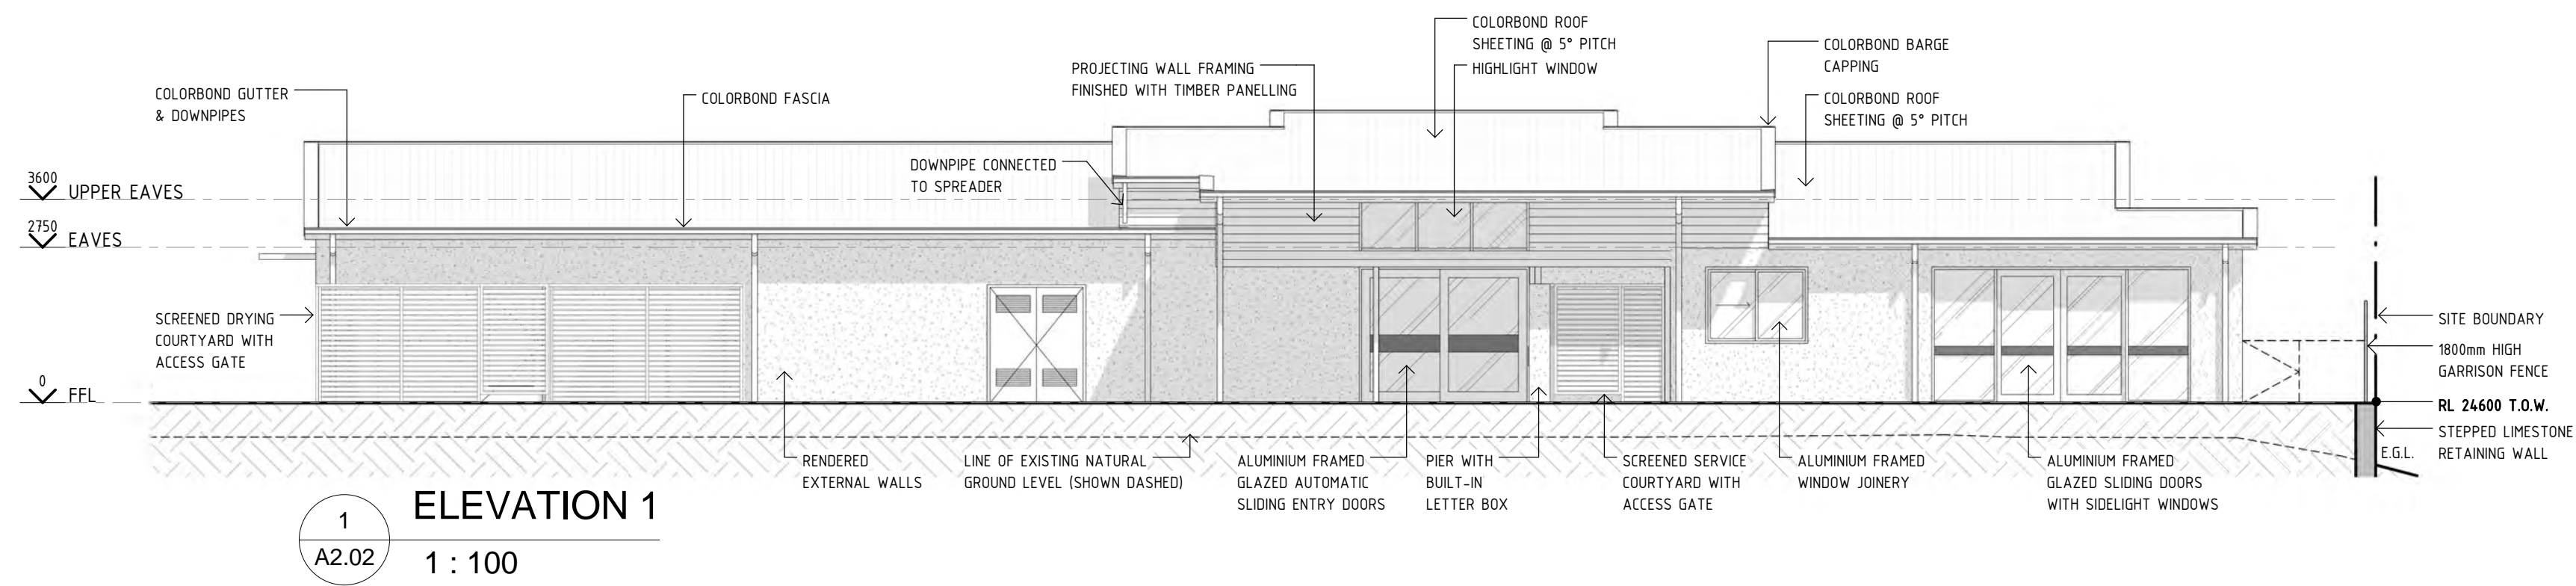 COLORBOND ROOF
SHEETING @ 5° PITCH
HIGHLIGHT WINDOW
COLORBOND BARGE
CAPPING
PROJECTING WALL FRAMING
FINISHED WITH TIMBER PANELLING
COLORBOND GUTTER
& DOWNPIPES
COLORBOND FASCIA
COLORBOND ROOF
SHEETING @ 5° PITCH
DOWNPIPE CONNECTED
TO SPREADER
3600
UPPER EAVES
2750
EAVES
SCREENED DRYING
COURTYARD WITH
ACCESS GATE
SITE BOUNDARY
1800mm HIGH
GARRISON FENCE
0
FFL
RL 24600 T.O.W.
STEPPED LIMESTONE
RETAINING WALL
E.G.L.
RENDERED
EXTERNAL WALLS
LINE OF EXISTING NATURAL
GROUND LEVEL (SHOWN DASHED)
ALUMINIUM FRAMED
GLAZED AUTOMATIC
SLIDING ENTRY DOORS
PIER WITH
BUILT-IN
LETTER BOX
SCREENED SERVICE
COURTYARD WITH
ACCESS GATE
ALUMINIUM FRAMED
WINDOW JOINERY
ALUMINIUM FRAMED
GLAZED SLIDING DOORS
WITH SIDELIGHT WINDOWS
1
A2.02
ELEVATION 1
1 : 100